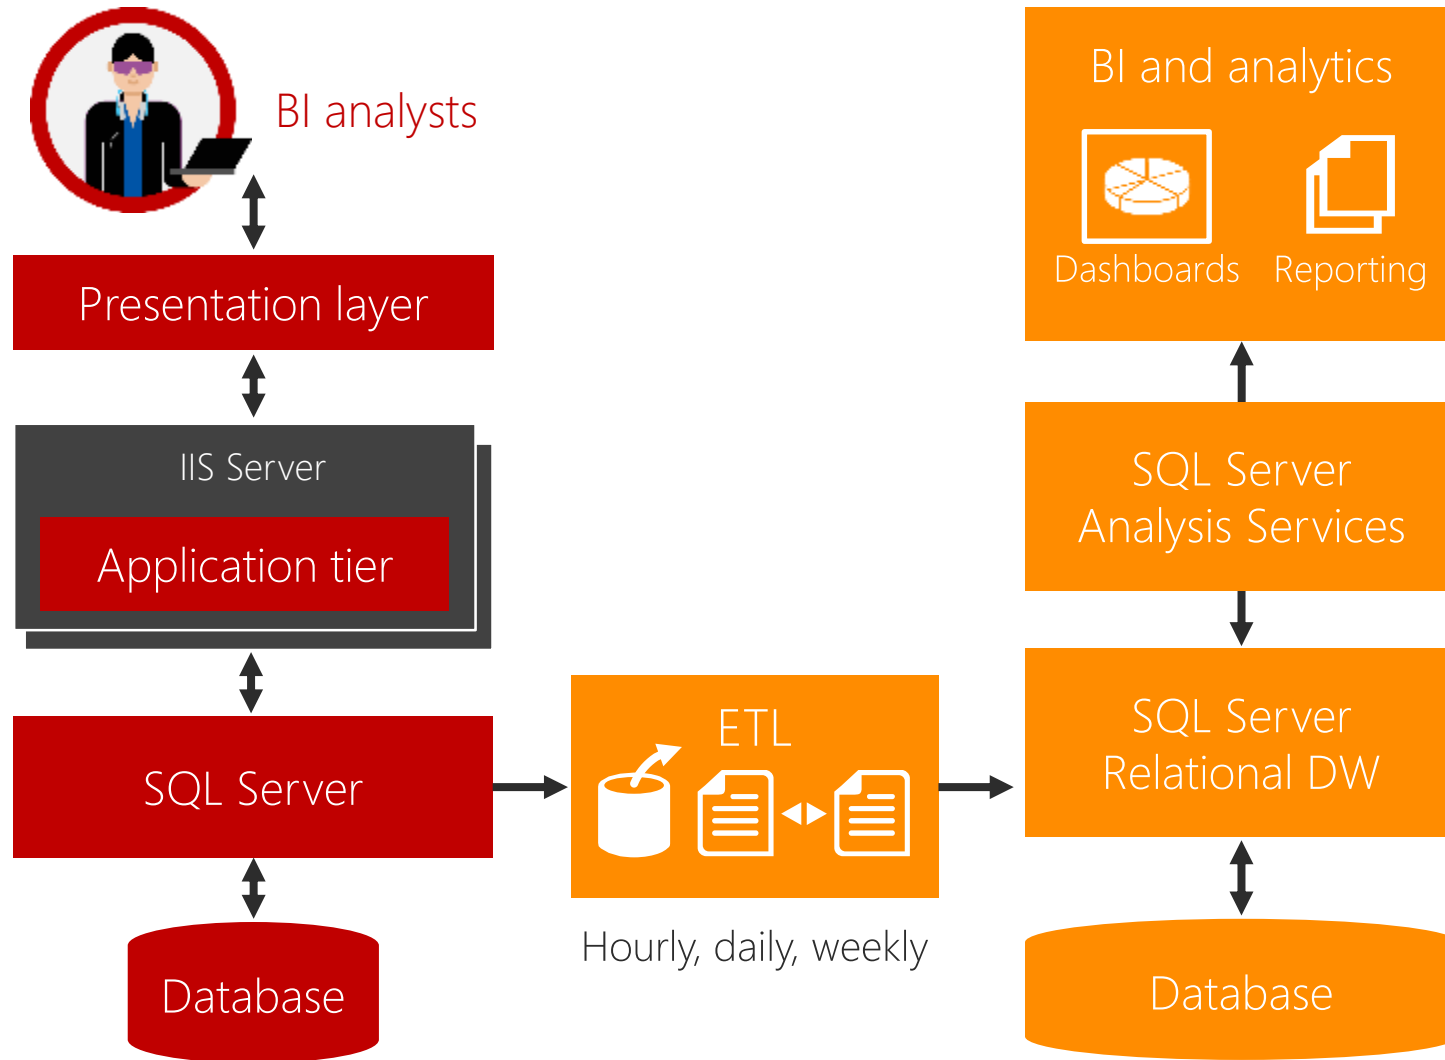 BI analysts
Presentation layer
IIS Server
Application tier
SQL Server
Database
ETL
Hourly, daily, weekly
BI and analytics
Dashboards
Reporting
SQL Server
Analysis Services
SQL Server
Relational DW
Database